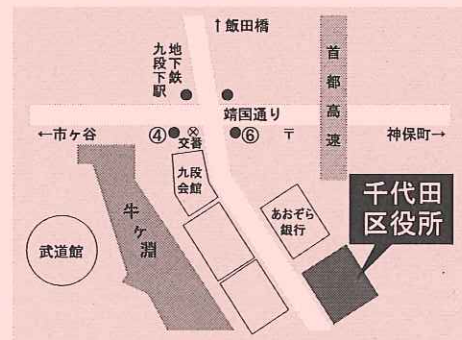 ↑飯田橋
地下鉄
九段下駅
首都高速
靖国通り
←市ヶ谷
④
交番
⑥
〒
神保町→
九段
会館
牛ヶ淵
武道館
あおぞら
銀行
千代田
区役所